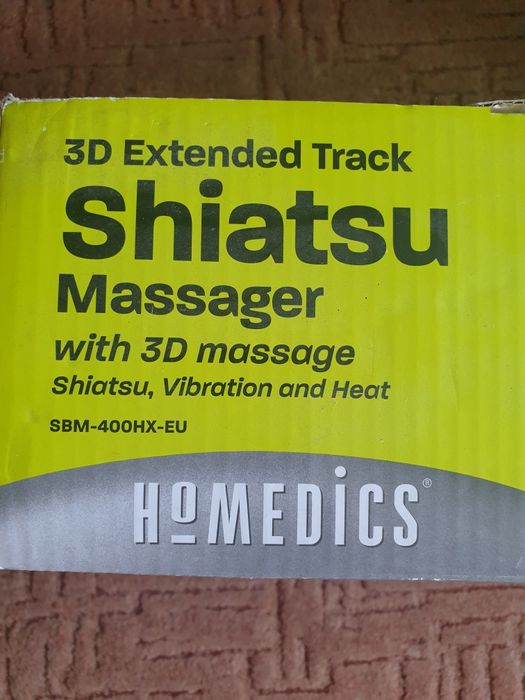 3D Extended Track
Shiatsu
Massager
with 3D massage
Shiatsu, Vibration and Heat
SBM-400HX-EU
HoMEDiCS®